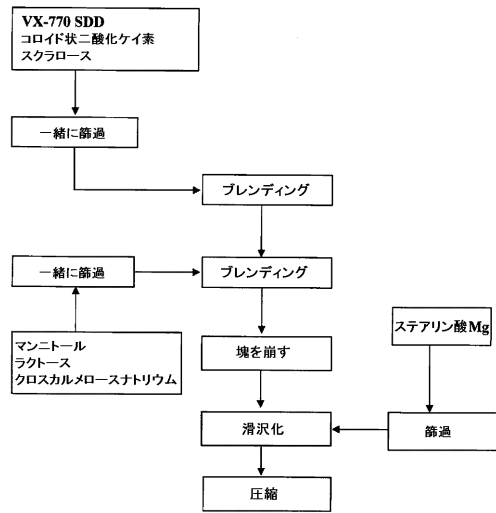 VX-770 SDD
コロイド状二酸化ケイ素
スクラロース
一緒に篩過
ブレンディング
一緒に篩過
ブレンディング
マンニトール
ラクトース
クロスカルメロースナトリウム
塊を崩す
ステアリン酸Mg
滑沢化
篩過
圧縮